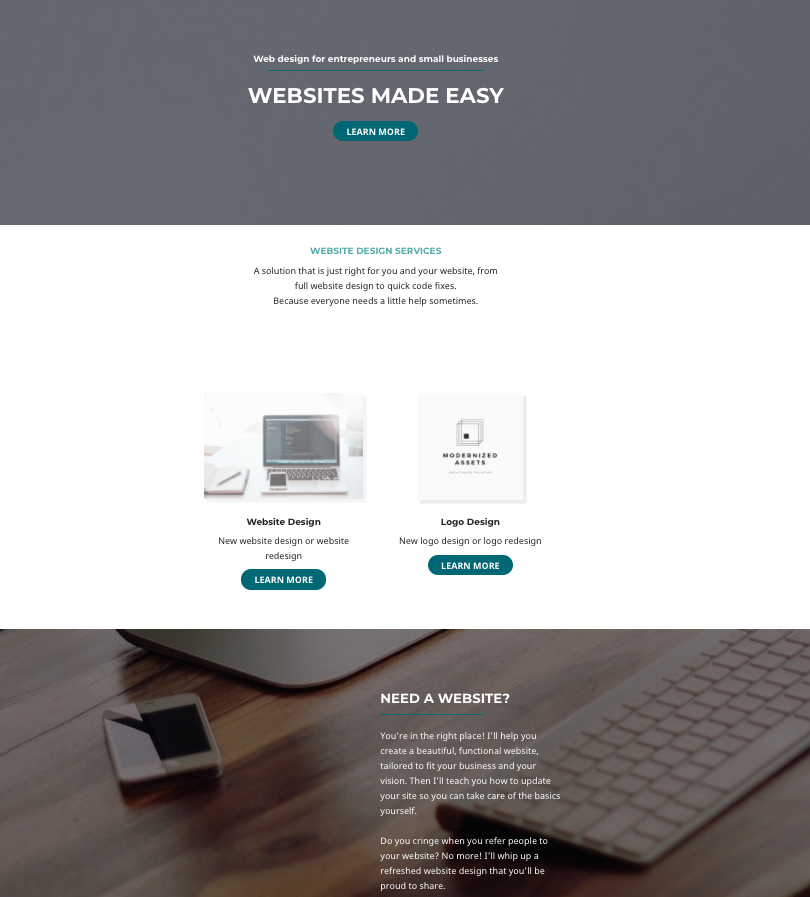 Web design for entrepreneurs and small businesses
WEBSITES MADE EASY
LEARN MORE
WEBSITE DESIGN SERVICES
A solution that is just right for you and your website, from
full website design to quick code fixes.
Because everyone needs a little help sometimes.
MODERNIZED
ASSETS
Website Design
New website design or website
redesign
LEARN MORE
Logo Design
New logo design or logo redesign
LEARN MORE
NEED A WEBSITE?
You're in the right place! I'll help you
create a beautiful, functional website,
tailored to fit your business and your
vision. Then I'll teach you how to update
your site so you can take care of the basics
yourself.
Do you cringe when you refer people to
your website? No more! I'll whip up a
refreshed website design that you'll be
proud to share.